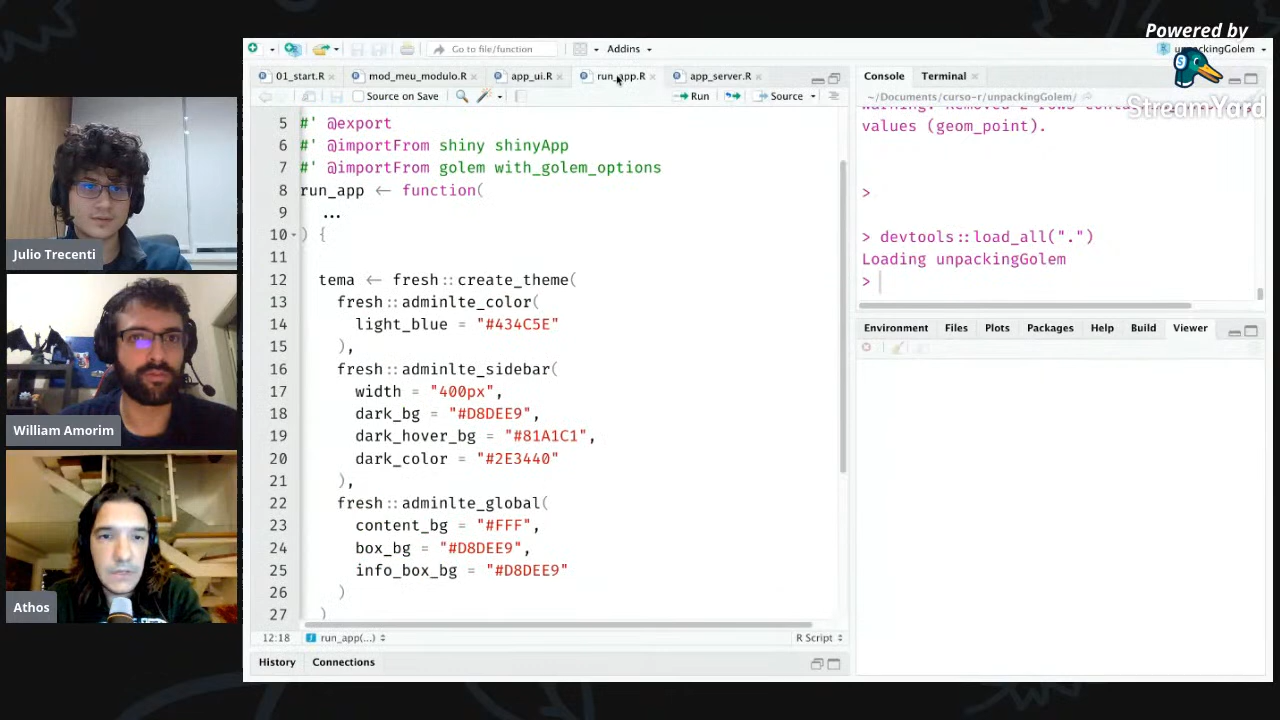 Powered by
StreamYard
Julio Trecenti
William Amorim
Athos
Go to file/function
Addins
unpackingGolem
01_start.R
mod_meu_modulo.R
app_ui.R
run_app.R
app_server.R
Source on Save
Run
Source
5 #' @export
6 #' @importFrom shiny shinyApp
7 #' @importFrom golem with_golem_options
8 run_app ← function(
9 ...
10 ) {
11
12 tema ← fresh::create_theme(
13 fresh::adminlte_color(
14 light_blue = "#434C5E"
15 ),
16 fresh::adminlte_sidebar(
17 width = "400px",
18 dark_bg = "#D8DEE9",
19 dark_hover_bg = "#81A1C1",
20 dark_color = "#2E3440"
21 ),
22 fresh::adminlte_global(
23 content_bg = "#FFF",
24 box_bg = "#D8DEE9",
25 info_box_bg = "#D8DEE9"
26 )
27 )
12:18
run_app(...)
R Script
History
Connections
Console
Terminal
~/Documents/curso-r/unpackingGolem/
values (geom_point).
>
> devtools::load_all(".")
Loading unpackingGolem
>
Environment
Files
Plots
Packages
Help
Build
Viewer